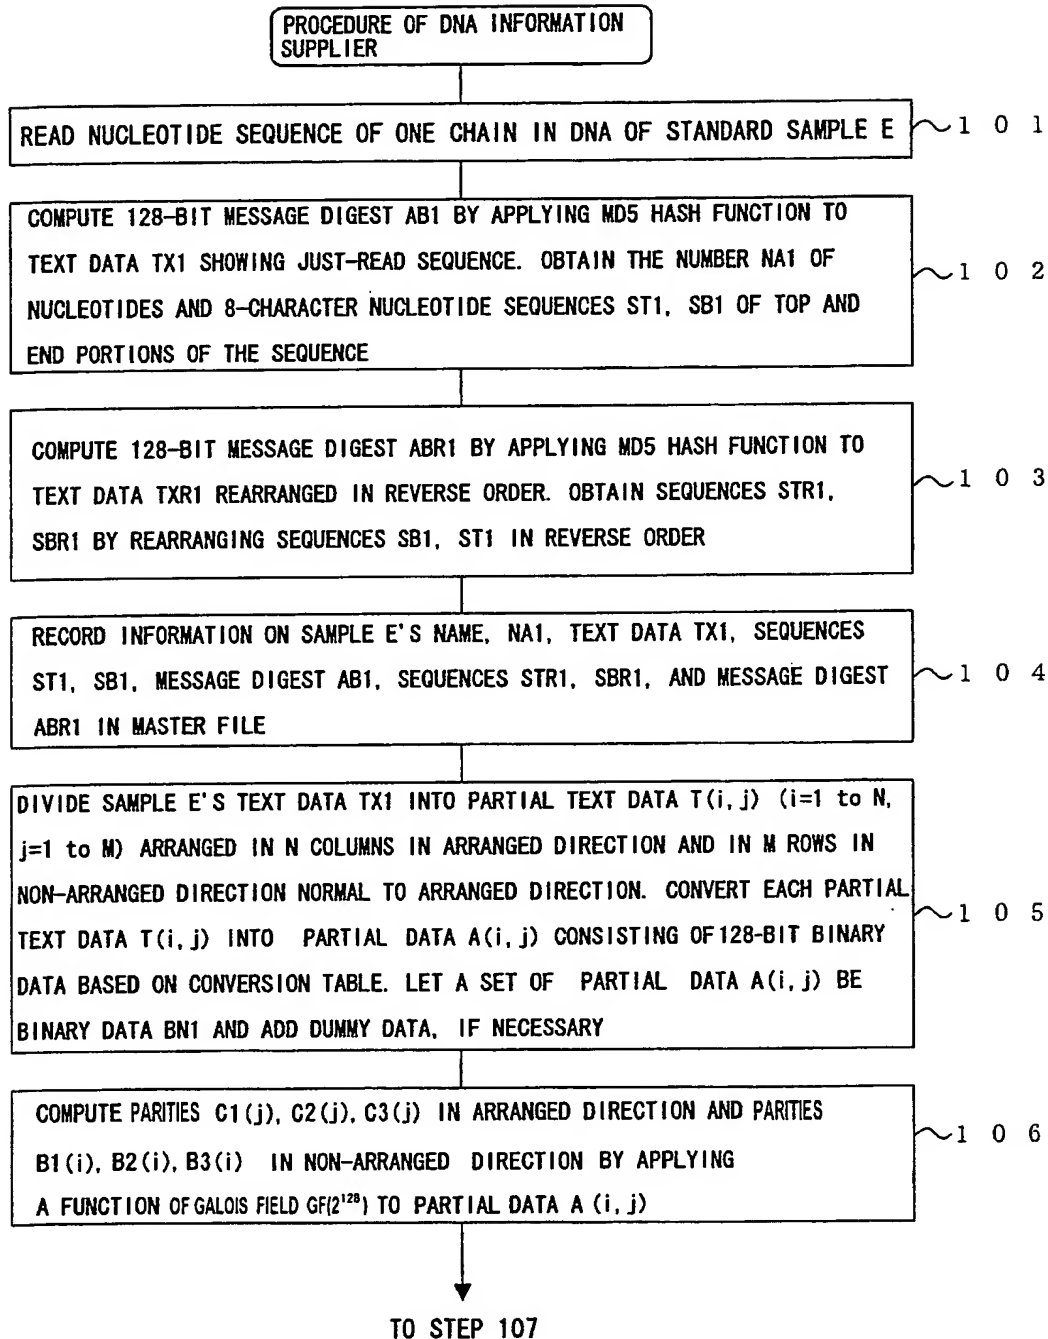 PROCEDURE OF DNA INFORMATION
SUPPLIER
READ NUCLEOTIDE SEQUENCE OF ONE CHAIN IN DNA OF STANDARD SAMPLE E
101
COMPUTE 128-BIT MESSAGE DIGEST AB1 BY APPLYING MD5 HASH FUNCTION TO
TEXT DATA TX1 SHOWING JUST-READ SEQUENCE. OBTAIN THE NUMBER NA1 OF
NUCLEOTIDES AND 8-CHARACTER NUCLEOTIDE SEQUENCES ST1, SB1 OF TOP AND
END PORTIONS OF THE SEQUENCE
102
COMPUTE 128-BIT MESSAGE DIGEST ABR1 BY APPLYING MD5 HASH FUNCTION TO
TEXT DATA TXR1 REARRANGED IN REVERSE ORDER. OBTAIN SEQUENCES STR1,
SBR1 BY REARRANGING SEQUENCES SB1, ST1 IN REVERSE ORDER
103
RECORD INFORMATION ON SAMPLE E'S NAME, NA1, TEXT DATA TX1, SEQUENCES
ST1, SB1, MESSAGE DIGEST AB1, SEQUENCES STR1, SBR1, AND MESSAGE DIGEST
ABR1 IN MASTER FILE
104
DIVIDE SAMPLE E'S TEXT DATA TX1 INTO PARTIAL TEXT DATA T(i,j) (i=1 to N,
j=1 to M) ARRANGED IN N COLUMNS IN ARRANGED DIRECTION AND IN M ROWS IN
NON-ARRANGED DIRECTION NORMAL TO ARRANGED DIRECTION. CONVERT EACH PARTIAL
TEXT DATA T(i,j) INTO PARTIAL DATA A(i,j) CONSISTING OF 128-BIT BINARY
DATA BASED ON CONVERSION TABLE. LET A SET OF PARTIAL DATA A(i,j) BE
BINARY DATA BN1 AND ADD DUMMY DATA, IF NECESSARY
105
COMPUTE PARITIES C1(j), C2(j), C3(j) IN ARRANGED DIRECTION AND PARITIES
B1(i), B2(i), B3(i) IN NON-ARRANGED DIRECTION BY APPLYING
A FUNCTION OF GALOIS FIELD GF(2¹²⁸) TO PARTIAL DATA A (i,j)
106
TO STEP 107